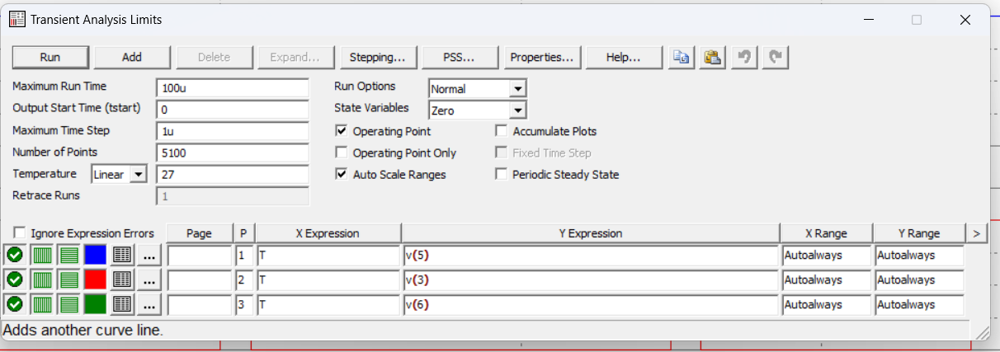 Transient Analysis Limits
Run Add Delete Expand... Stepping... PSS... Properties... Help...
Maximum Run Time 100u Run Options Normal
Output Start Time (tstart) 0 State Variables Zero
Maximum Time Step 1u Operating Point Accumulate Plots
Number of Points 5100 Operating Point Only Fixed Time Step
Temperature Linear 27 Auto Scale Ranges Periodic Steady State
Retrace Runs 1
Ignore Expression Errors Page P X Expression Y Expression X Range Y Range >
... 1 T v(5) Autoalways Autoalways
... 2 T v(3) Autoalways Autoalways
... 3 T v(6) Autoalways Autoalways
Adds another curve line.